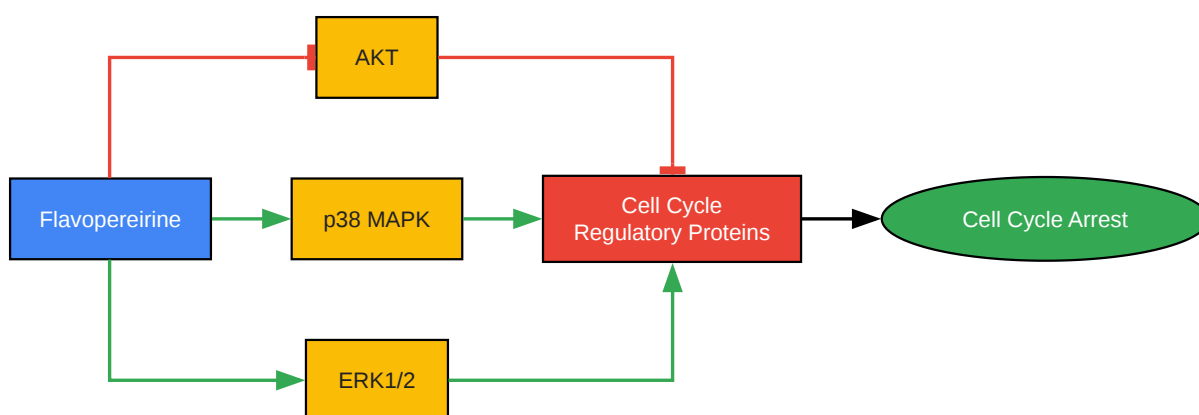 AKT
Flavopereirine
p38 MAPK
Cell Cycle
Regulatory Proteins
Cell Cycle Arrest
ERK1/2